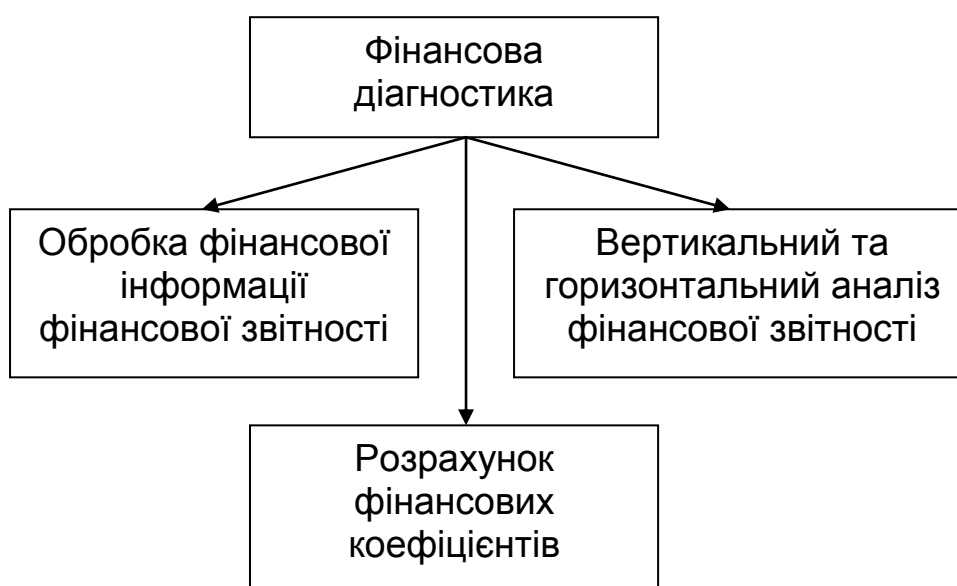 Фінансова
діагностика
Обробка фінансової
інформації
фінансової звітності
Вертикальний та
горизонтальний аналіз
фінансової звітності
Розрахунок
фінансових
коефіцієнтів